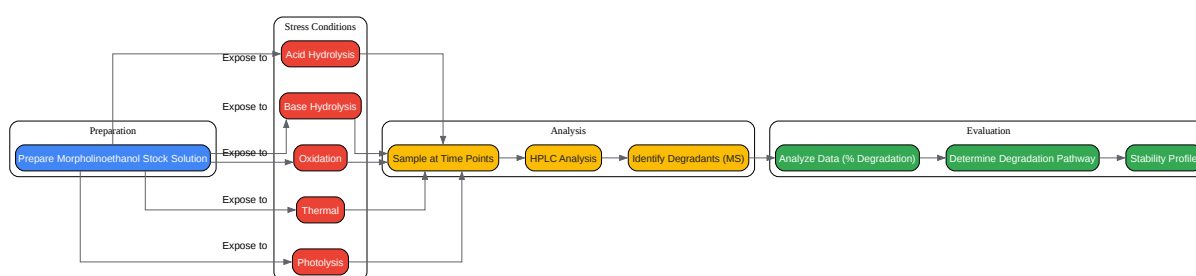 Stress Conditions
Expose to
Acid Hydrolysis
Expose to
Base Hydrolysis
Preparation
Analysis
Evaluation
Prepare Morpholinoethanol Stock Solution
Expose to
Oxidation
Sample at Time Points
HPLC Analysis
Identify Degradants (MS)
Analyze Data (% Degradation)
Determine Degradation Pathway
Stability Profile
Expose to
Thermal
Expose to
Photolysis